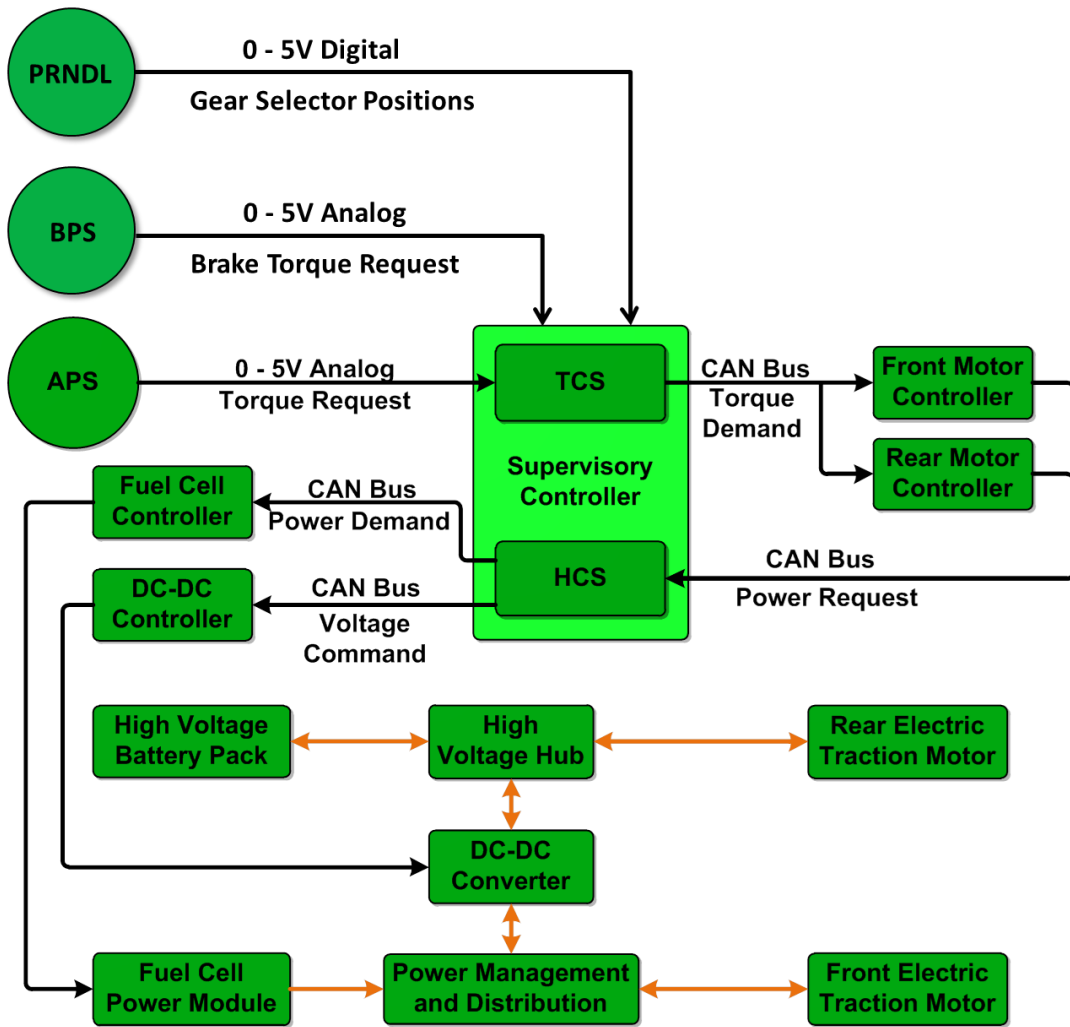 PRNDL
0 - 5V Digital
Gear Selector Positions
BPS
0 - 5V Analog
Brake Torque Request
APS
0 - 5V Analog
Torque Request
TCS
CAN Bus
Torque
Demand
Front Motor
Controller
Rear Motor
Controller
Supervisory
Controller
Fuel Cell
Controller
CAN Bus
Power Demand
HCS
CAN Bus
Power Request
DC-DC
Controller
CAN Bus
Voltage
Command
High Voltage
Battery Pack
High
Voltage Hub
Rear Electric
Traction Motor
DC-DC
Converter
Fuel Cell
Power Module
Power Management
and Distribution
Front Electric
Traction Motor